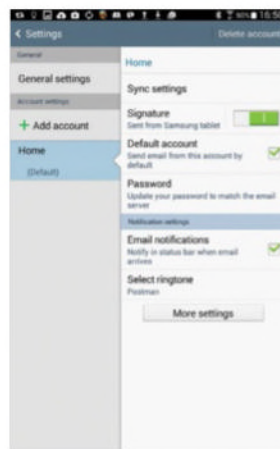 Settings
Delete account
General
General settings
Account settings
+ Add account
Home
(Default)
Home
Sync settings
Signature
Sent from Samsung tablet
Default account
Send email from this account by
default
Password
Update your password to match the email
server
Notification settings
Email notifications
Notify in status bar when email
arrives
Select ringtone
Postman
More settings